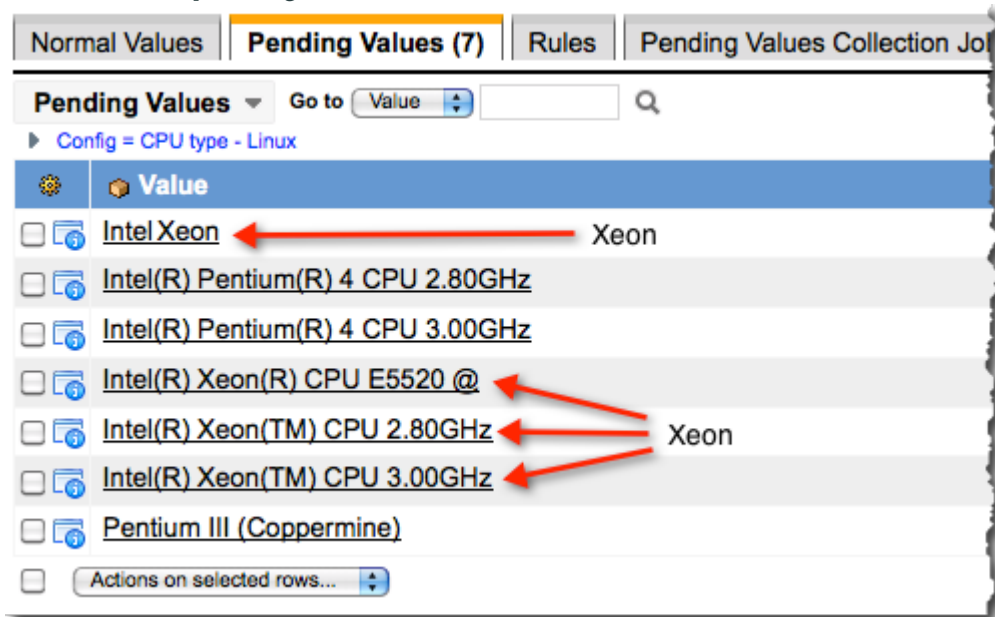 Normal Values Pending Values (7) Rules Pending Values Collection
Pending Values Go to Value
Config = CPU type - Linux
Value
Intel Xeon Xeon
Intel(R) Pentium(R) 4 CPU 2.80GHz
Intel(R) Pentium(R) 4 CPU 3.00GHz
Intel(R) Xeon(R) CPU E5520 @
Intel(R) Xeon(TM) CPU 2.80GHz Xeon
Intel(R) Xeon(TM) CPU 3.00GHz
Pentium III (Coppermine)
Actions on selected rows...